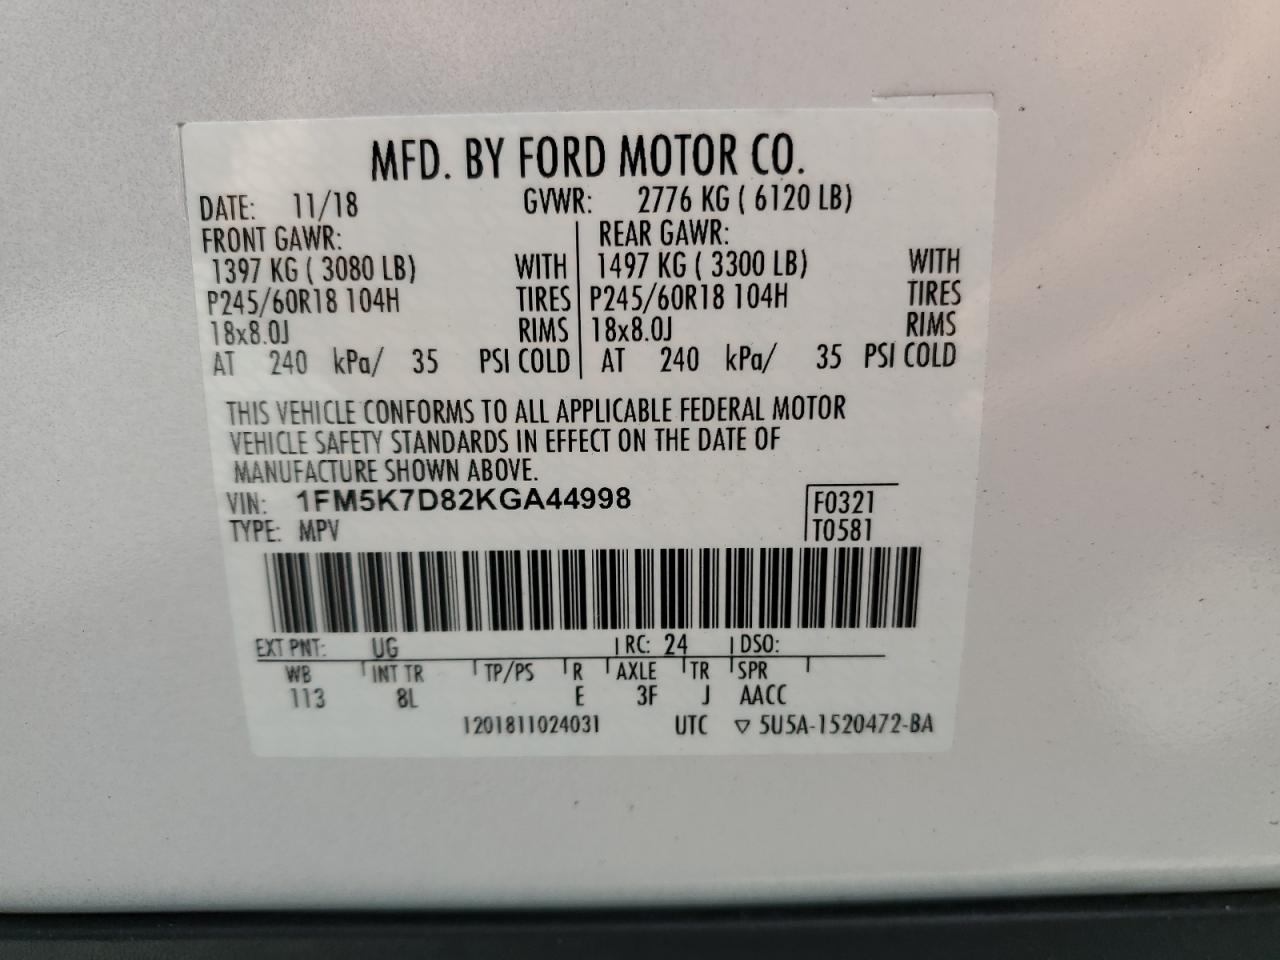 MFD. BY FORD MOTOR CO.
DATE: 11/18 GVWR: 2776 KG ( 6120 LB)
FRONT GAWR: REAR GAWR:
1397 KG ( 3080 LB) WITH 1497 KG ( 3300 LB) WITH
P245/60R18 104H TIRES P245/60R18 104H TIRES
18x8.0J RIMS 18x8.0J RIMS
AT 240 kPa/ 35 PSI COLD AT 240 kPa/ 35 PSI COLD
THIS VEHICLE CONFORMS TO ALL APPLICABLE FEDERAL MOTOR
VEHICLE SAFETY STANDARDS IN EFFECT ON THE DATE OF
MANUFACTURE SHOWN ABOVE.
VIN: 1FM5K7D82KGA44998 F0321
TYPE: MPV T0581
EXT PNT: UG RC: 24 DSO:
WB INT TR TP/PS R AXLE TR SPR
113 8L E 3F J AACC
1201811024031 UTC ▽ 5U5A-1520472-BA